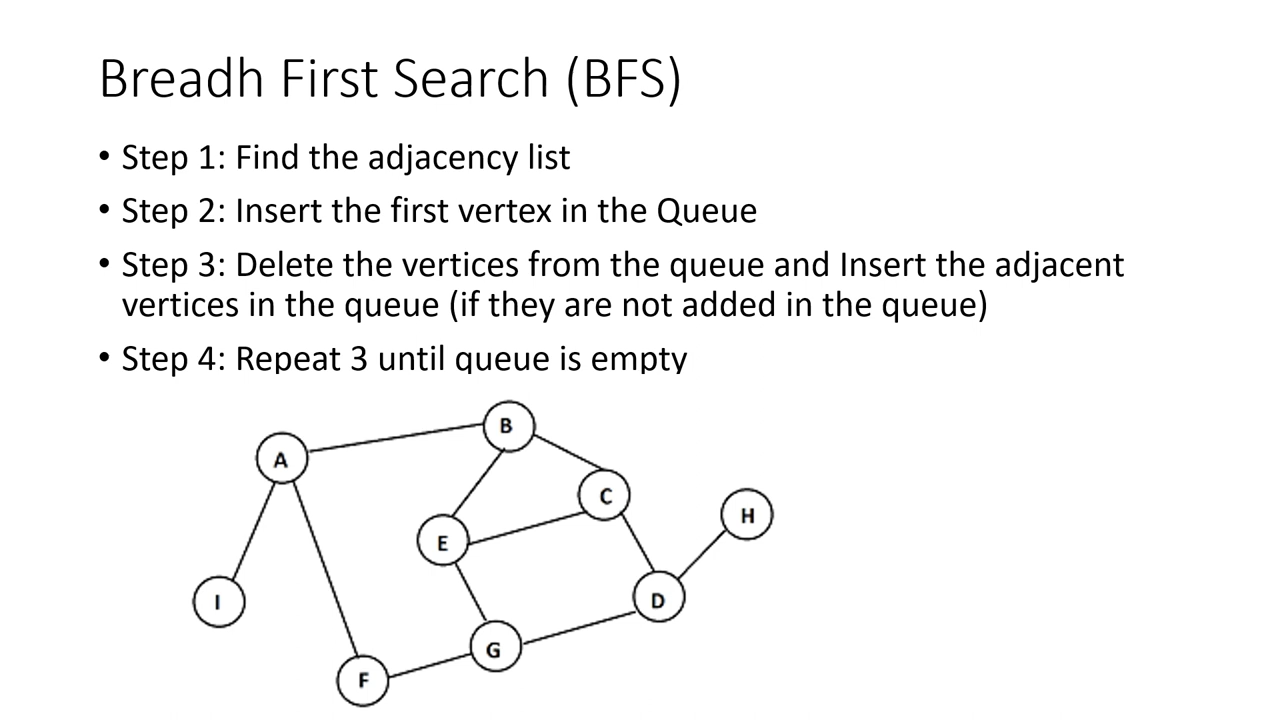 Breadh First Search (BFS)
• Step 1: Find the adjacency list
• Step 2: Insert the first vertex in the Queue
• Step 3: Delete the vertices from the queue and Insert the adjacent
vertices in the queue (if they are not added in the queue)
• Step 4: Repeat 3 until queue is empty
B
A
C
H
E
I
D
G
F